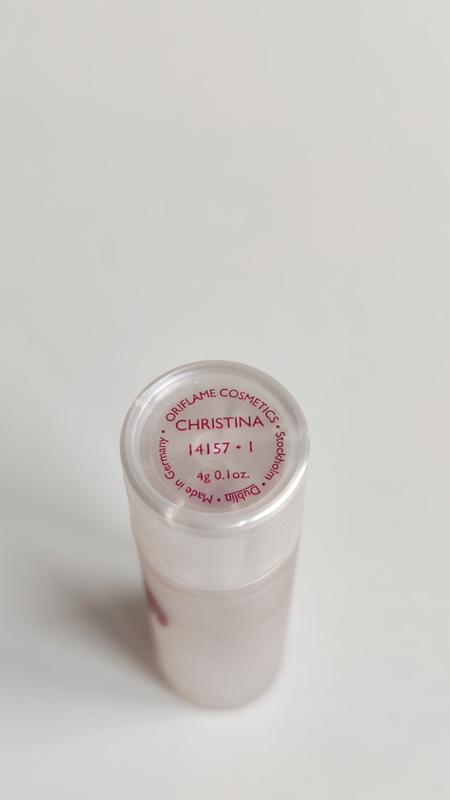 ORIFLAME COSMETICS • Stockholm • Dublin • Made in Germany •
CHRISTINA
14157 • 1
4g 0.1oz.